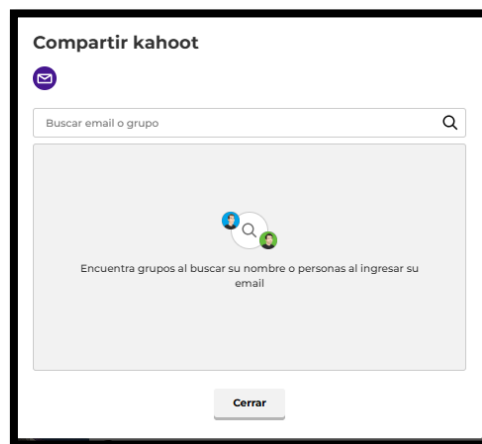 Compartir kahoot
Buscar email o grupo
Encuentra grupos al buscar su nombre o personas al ingresar su
email
Cerrar